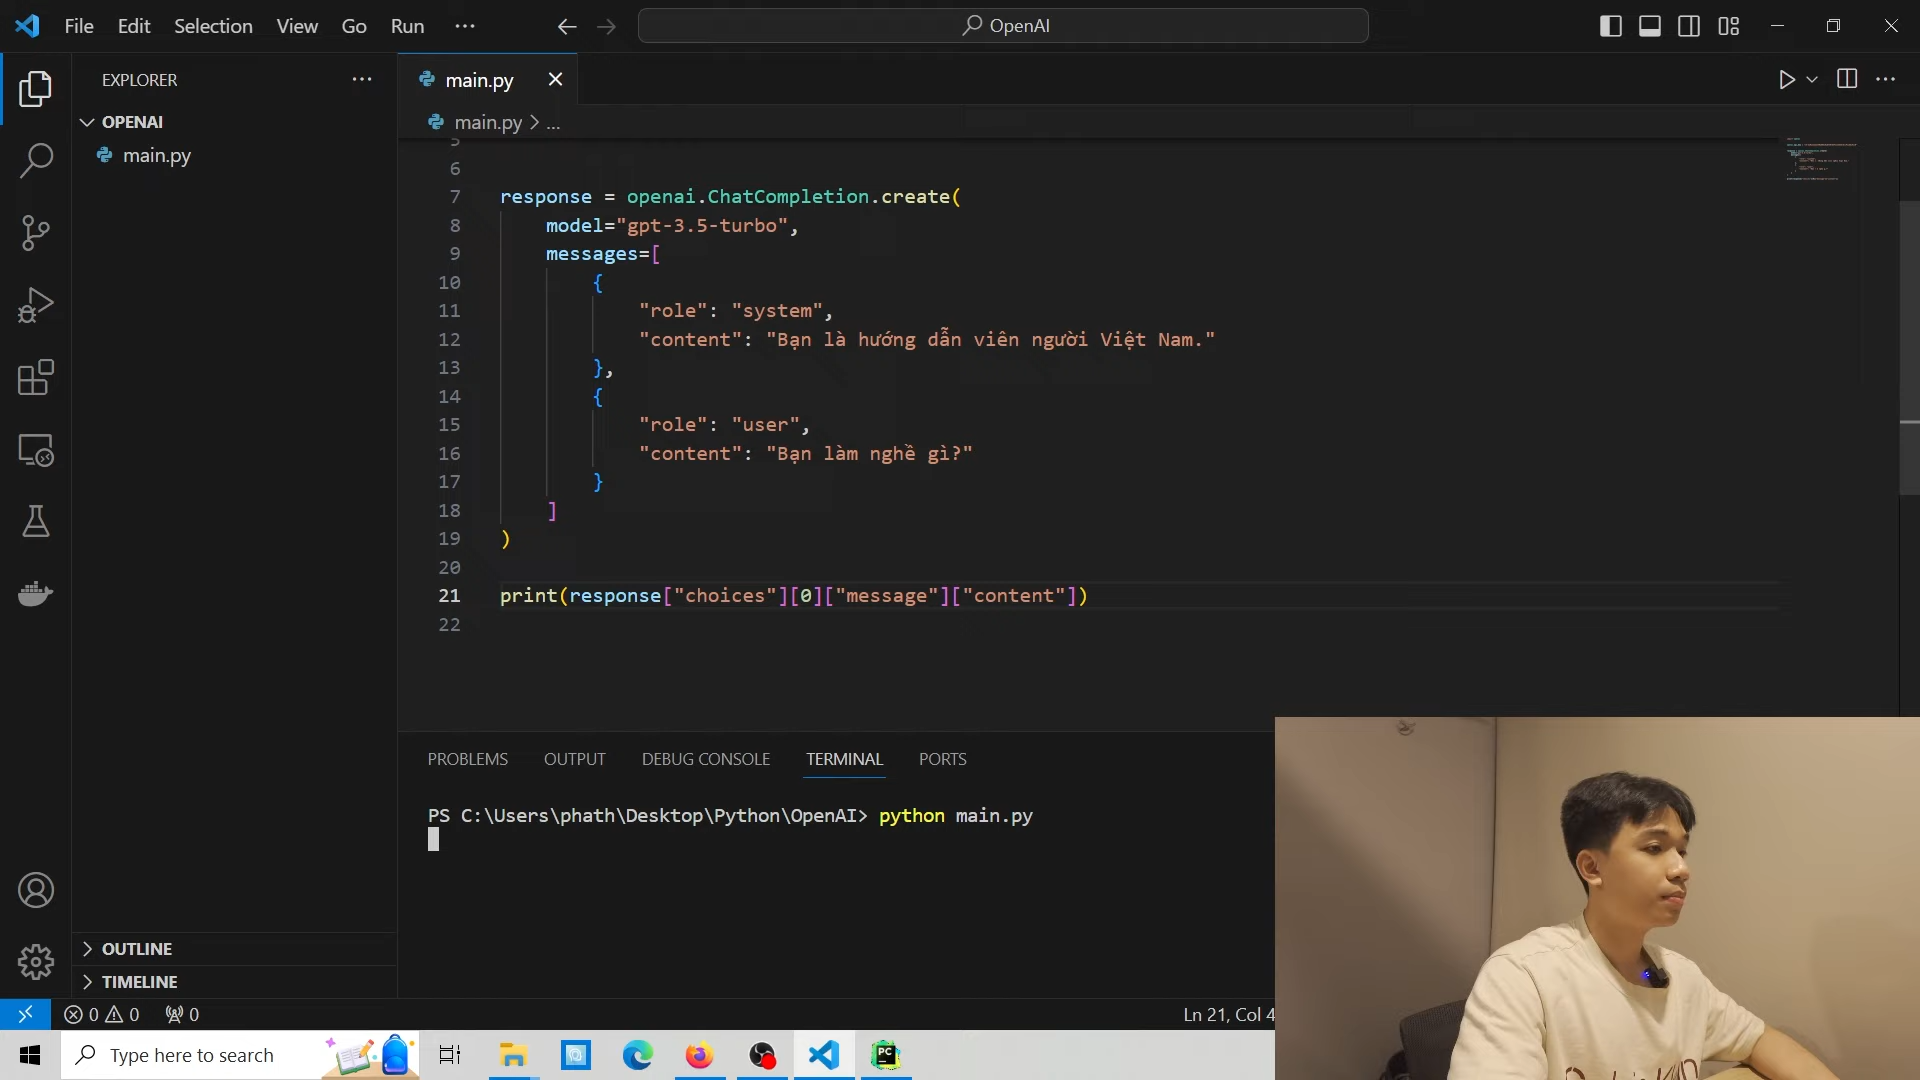 File Edit Selection View Go Run ···
OpenAI
EXPLORER
main.py
OPENAI
main.py
main.py > ...
5
6
7 response = openai.ChatCompletion.create(
8 model="gpt-3.5-turbo",
9 messages=[
10 {
11 "role": "system",
12 "content": "Bạn là hướng dẫn viên người Việt Nam."
13 },
14 {
15 "role": "user",
16 "content": "Bạn làm nghề gì?"
17 }
18 ]
19 )
20
21 print(response["choices"][0]["message"]["content"])
22
PROBLEMS OUTPUT DEBUG CONSOLE TERMINAL PORTS
PS C:\Users\phath\Desktop\Python\OpenAI> python main.py
OUTLINE
TIMELINE
0 0 0
Ln 21, Col 4
Type here to search
PC